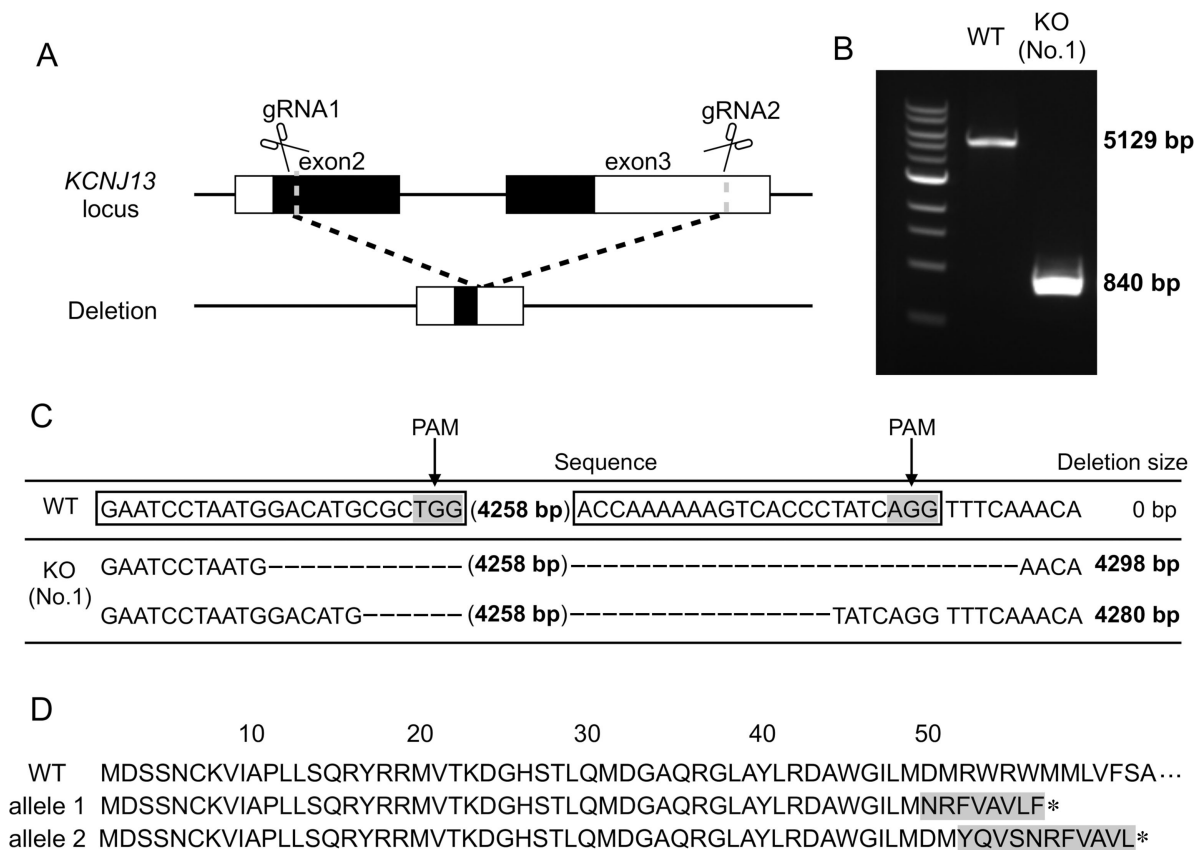 A
gRNA1
gRNA2
exon2
exon3
KCNJ13
locus
Deletion
B
WT
KO
(No.1)
5129 bp
840 bp
C
PAM
PAM
Sequence
Deletion size
WT GAATCCTAATGGACATGCGCTGG (4258 bp) ACCAAAAAAGTCACCCTATCAGG TTTCAAACA 0 bp
KO
(No.1)
GAATCCTAATG------------(4258 bp)----------------------------AACA 4298 bp
GAATCCTAATGGACATG------(4258 bp)----------------TATCAGG TTTCAAACA 4280 bp
D
10 20 30 40 50
WT MDSSNCKVIAPLLSQRYRRMVTKDGHSTLQMDGAQRGLAYLRDAWGILMDMRWRWMMLVFSA...
allele 1 MDSSNCKVIAPLLSQRYRRMVTKDGHSTLQMDGAQRGLAYLRDAWGILMNRFVAVLF*
allele 2 MDSSNCKVIAPLLSQRYRRMVTKDGHSTLQMDGAQRGLAYLRDAWGILMDMYQVSNRFVAVL*